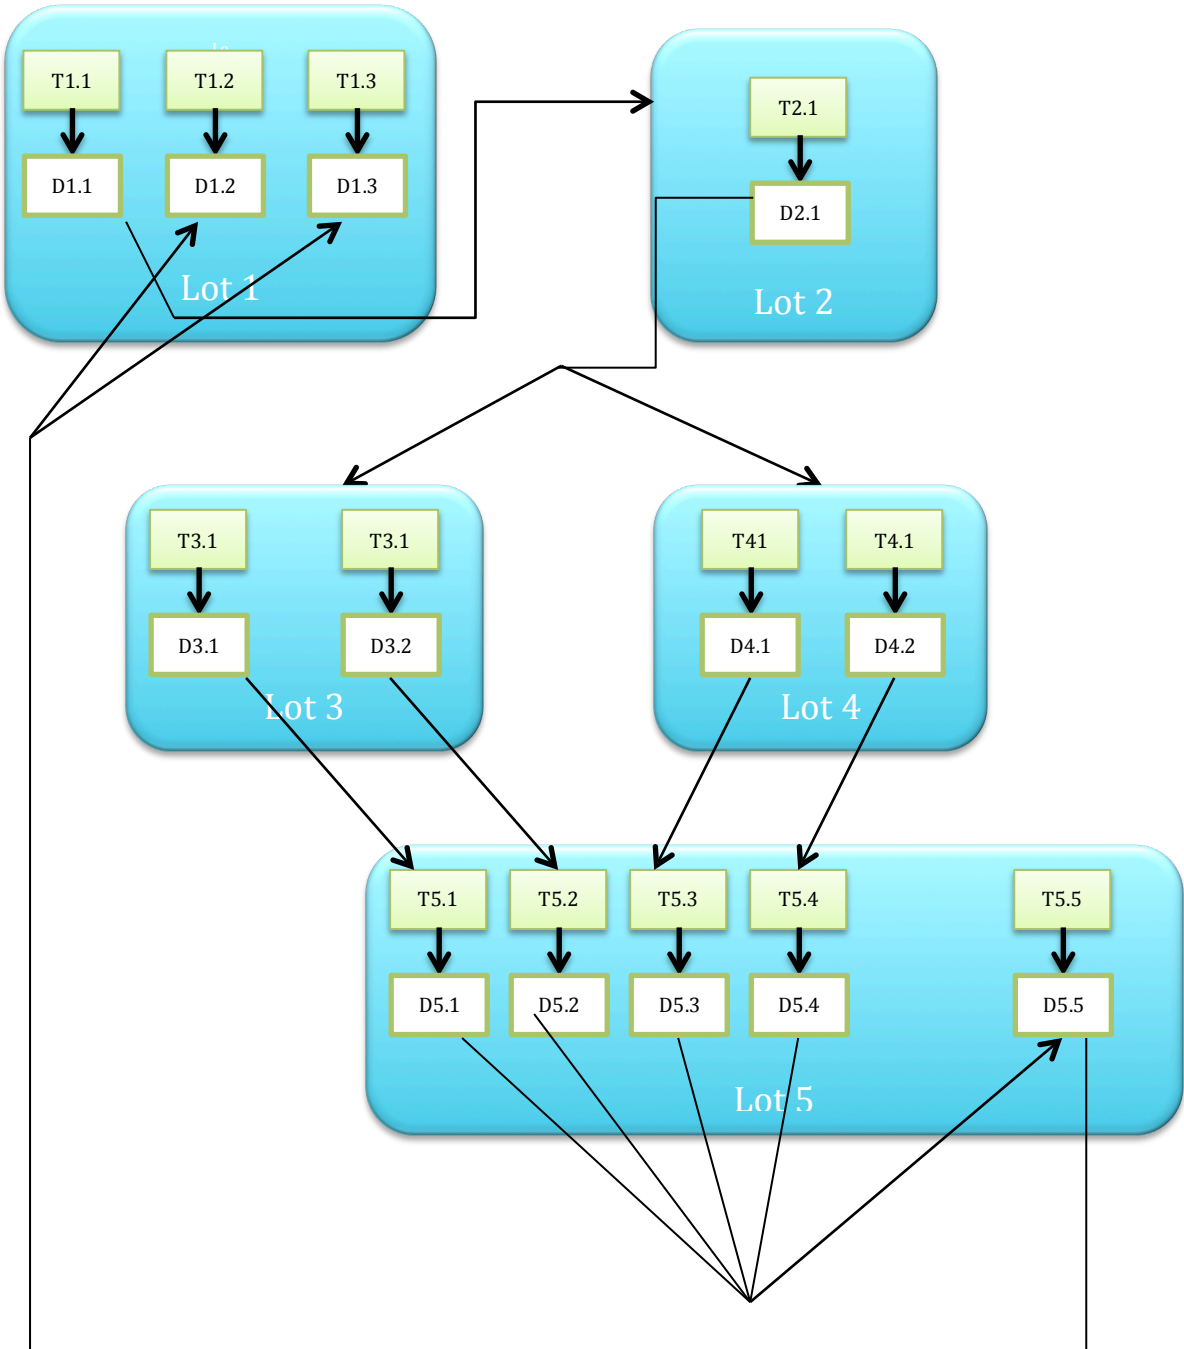 T1.1 T1.2 T1.3
D1.1 D1.2 D1.3
Lot 1
T2.1
D2.1
Lot 2
T3.1 T3.1
D3.1 D3.2
Lot 3
T41 T4.1
D4.1 D4.2
Lot 4
T5.1 T5.2 T5.3 T5.4 T5.5
D5.1 D5.2 D5.3 D5.4 D5.5
Lot 5